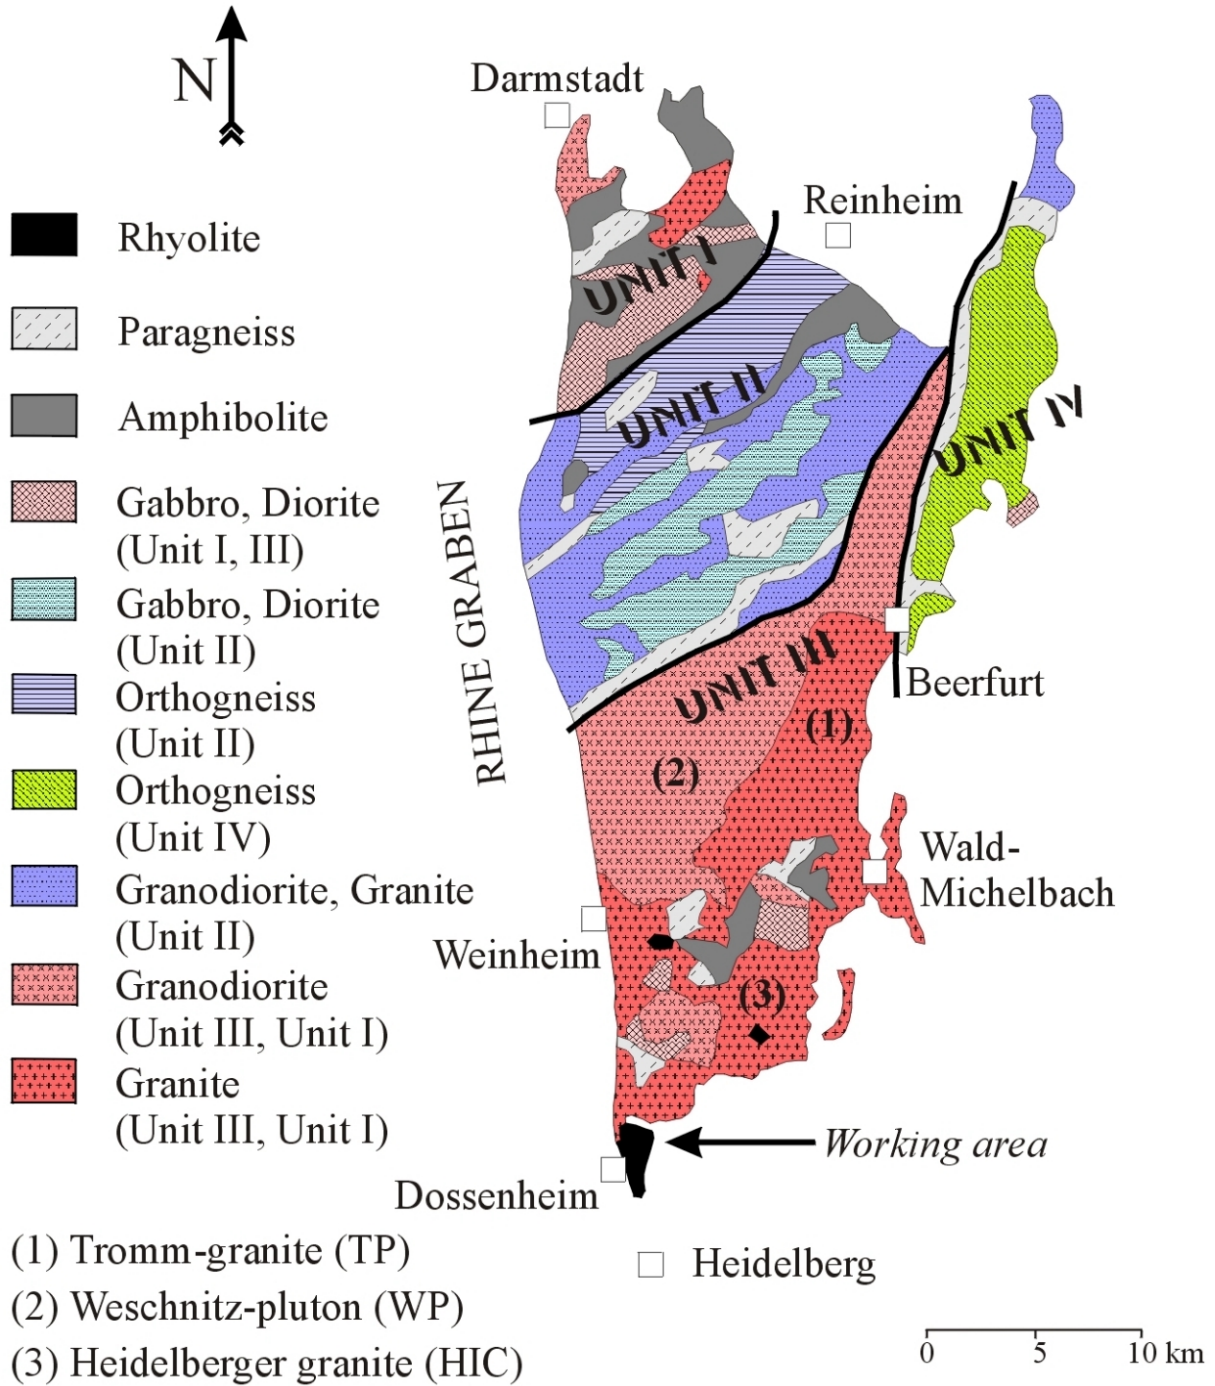 N
Darmstadt
Reinheim
Rhyolite
Paragneiss
Amphibolite
Gabbro, Diorite
(Unit I, III)
Gabbro, Diorite
(Unit II)
Orthogneiss
(Unit II)
Orthogneiss
(Unit IV)
Granodiorite, Granite
(Unit II)
Granodiorite
(Unit III, Unit I)
Granite
(Unit III, Unit I)
UNIT I
UNIT II
UNIT IV
UNIT III
RHINE GRABEN
Beerfurt
(1)
(2)
Wald-
Michelbach
Weinheim
(3)
Working area
Dossenheim
Heidelberg
(1) Tromm-granite (TP)
(2) Weschnitz-pluton (WP)
(3) Heidelberger granite (HIC)
0 5 10 km